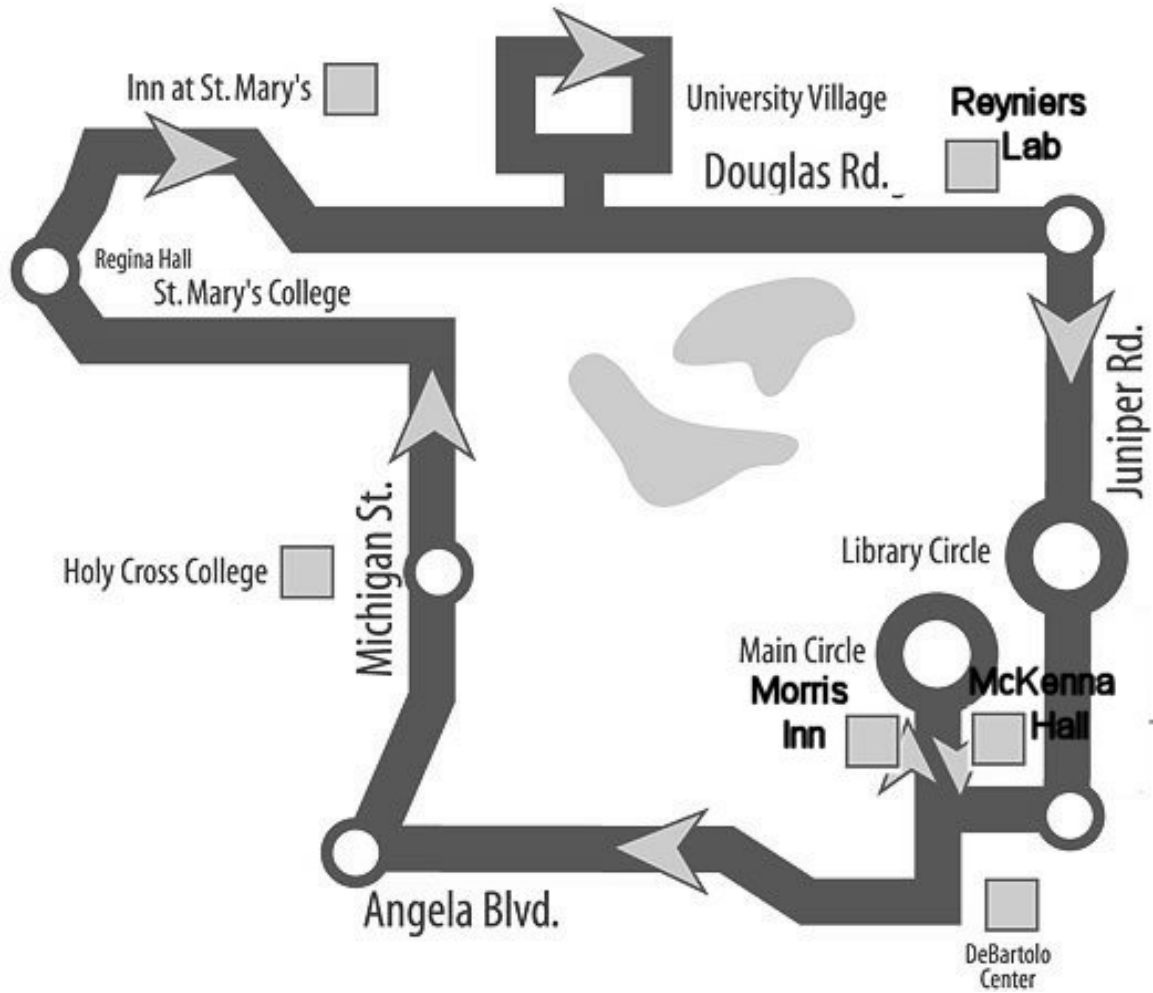 Inn at St. Mary's
University Village
Reyniers
Lab
Douglas Rd.
Regina Hall
St. Mary's College
Juniper Rd.
Michigan St.
Holy Cross College
Library Circle
Main Circle
Morris
Inn
McKenna
Hall
Angela Blvd.
DeBartolo
Center